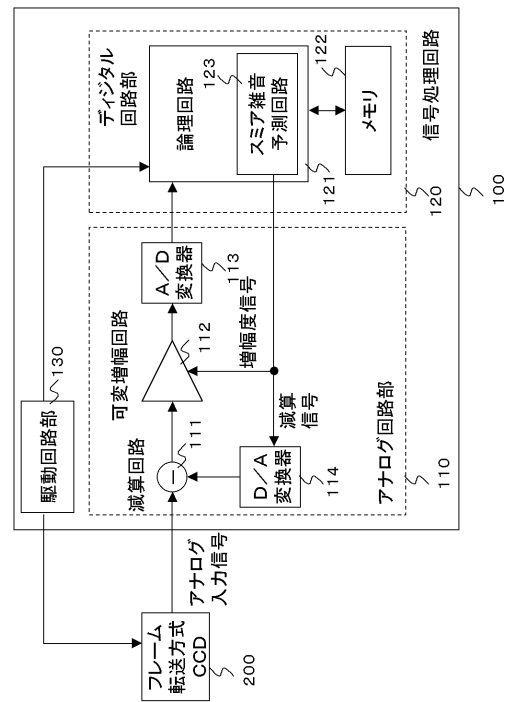 信号処理回路
100
ディジタル
回路部
120
論理回路
121
スミア雑音
予測回路
123
メモリ
122
駆動回路部
130
アナログ回路部
110
可変増幅回路
112
A/D
変換器
113
増幅度信号
減算回路
111
－
減算
信号
D/A
変換器
114
アナログ
入力信号
フレーム
転送方式
CCD
200